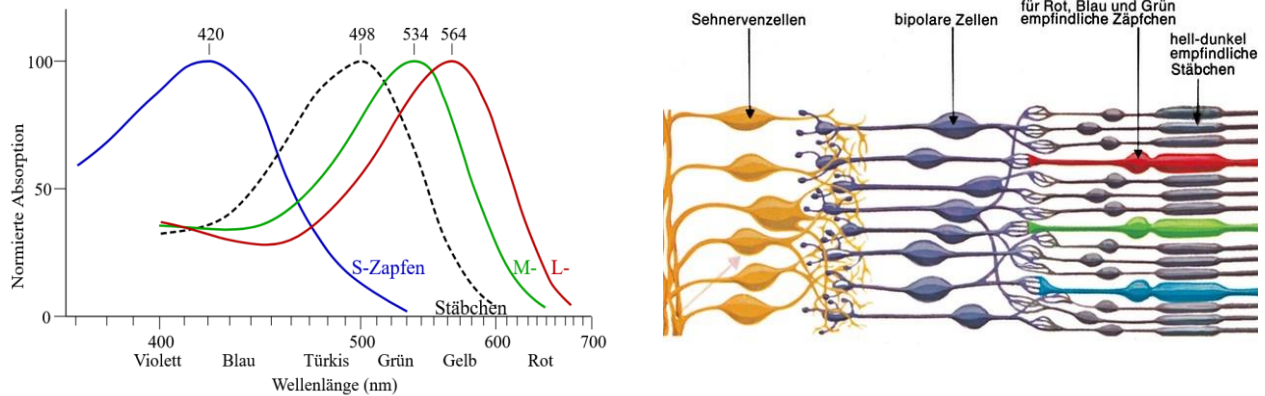 420
498
534
564
100
50
0
Normierte Absorption
S-Zapfen
M-
L-
Stäbchen
400
500
600
700
Violett
Blau
Türkis
Grün
Gelb
Rot
Wellenlänge (nm)
Sehnervenzellen
bipolare Zellen
für Rot, Blau und Grün
empfindliche Zäpfchen
hell-dunkel
empfindliche
Stäbchen